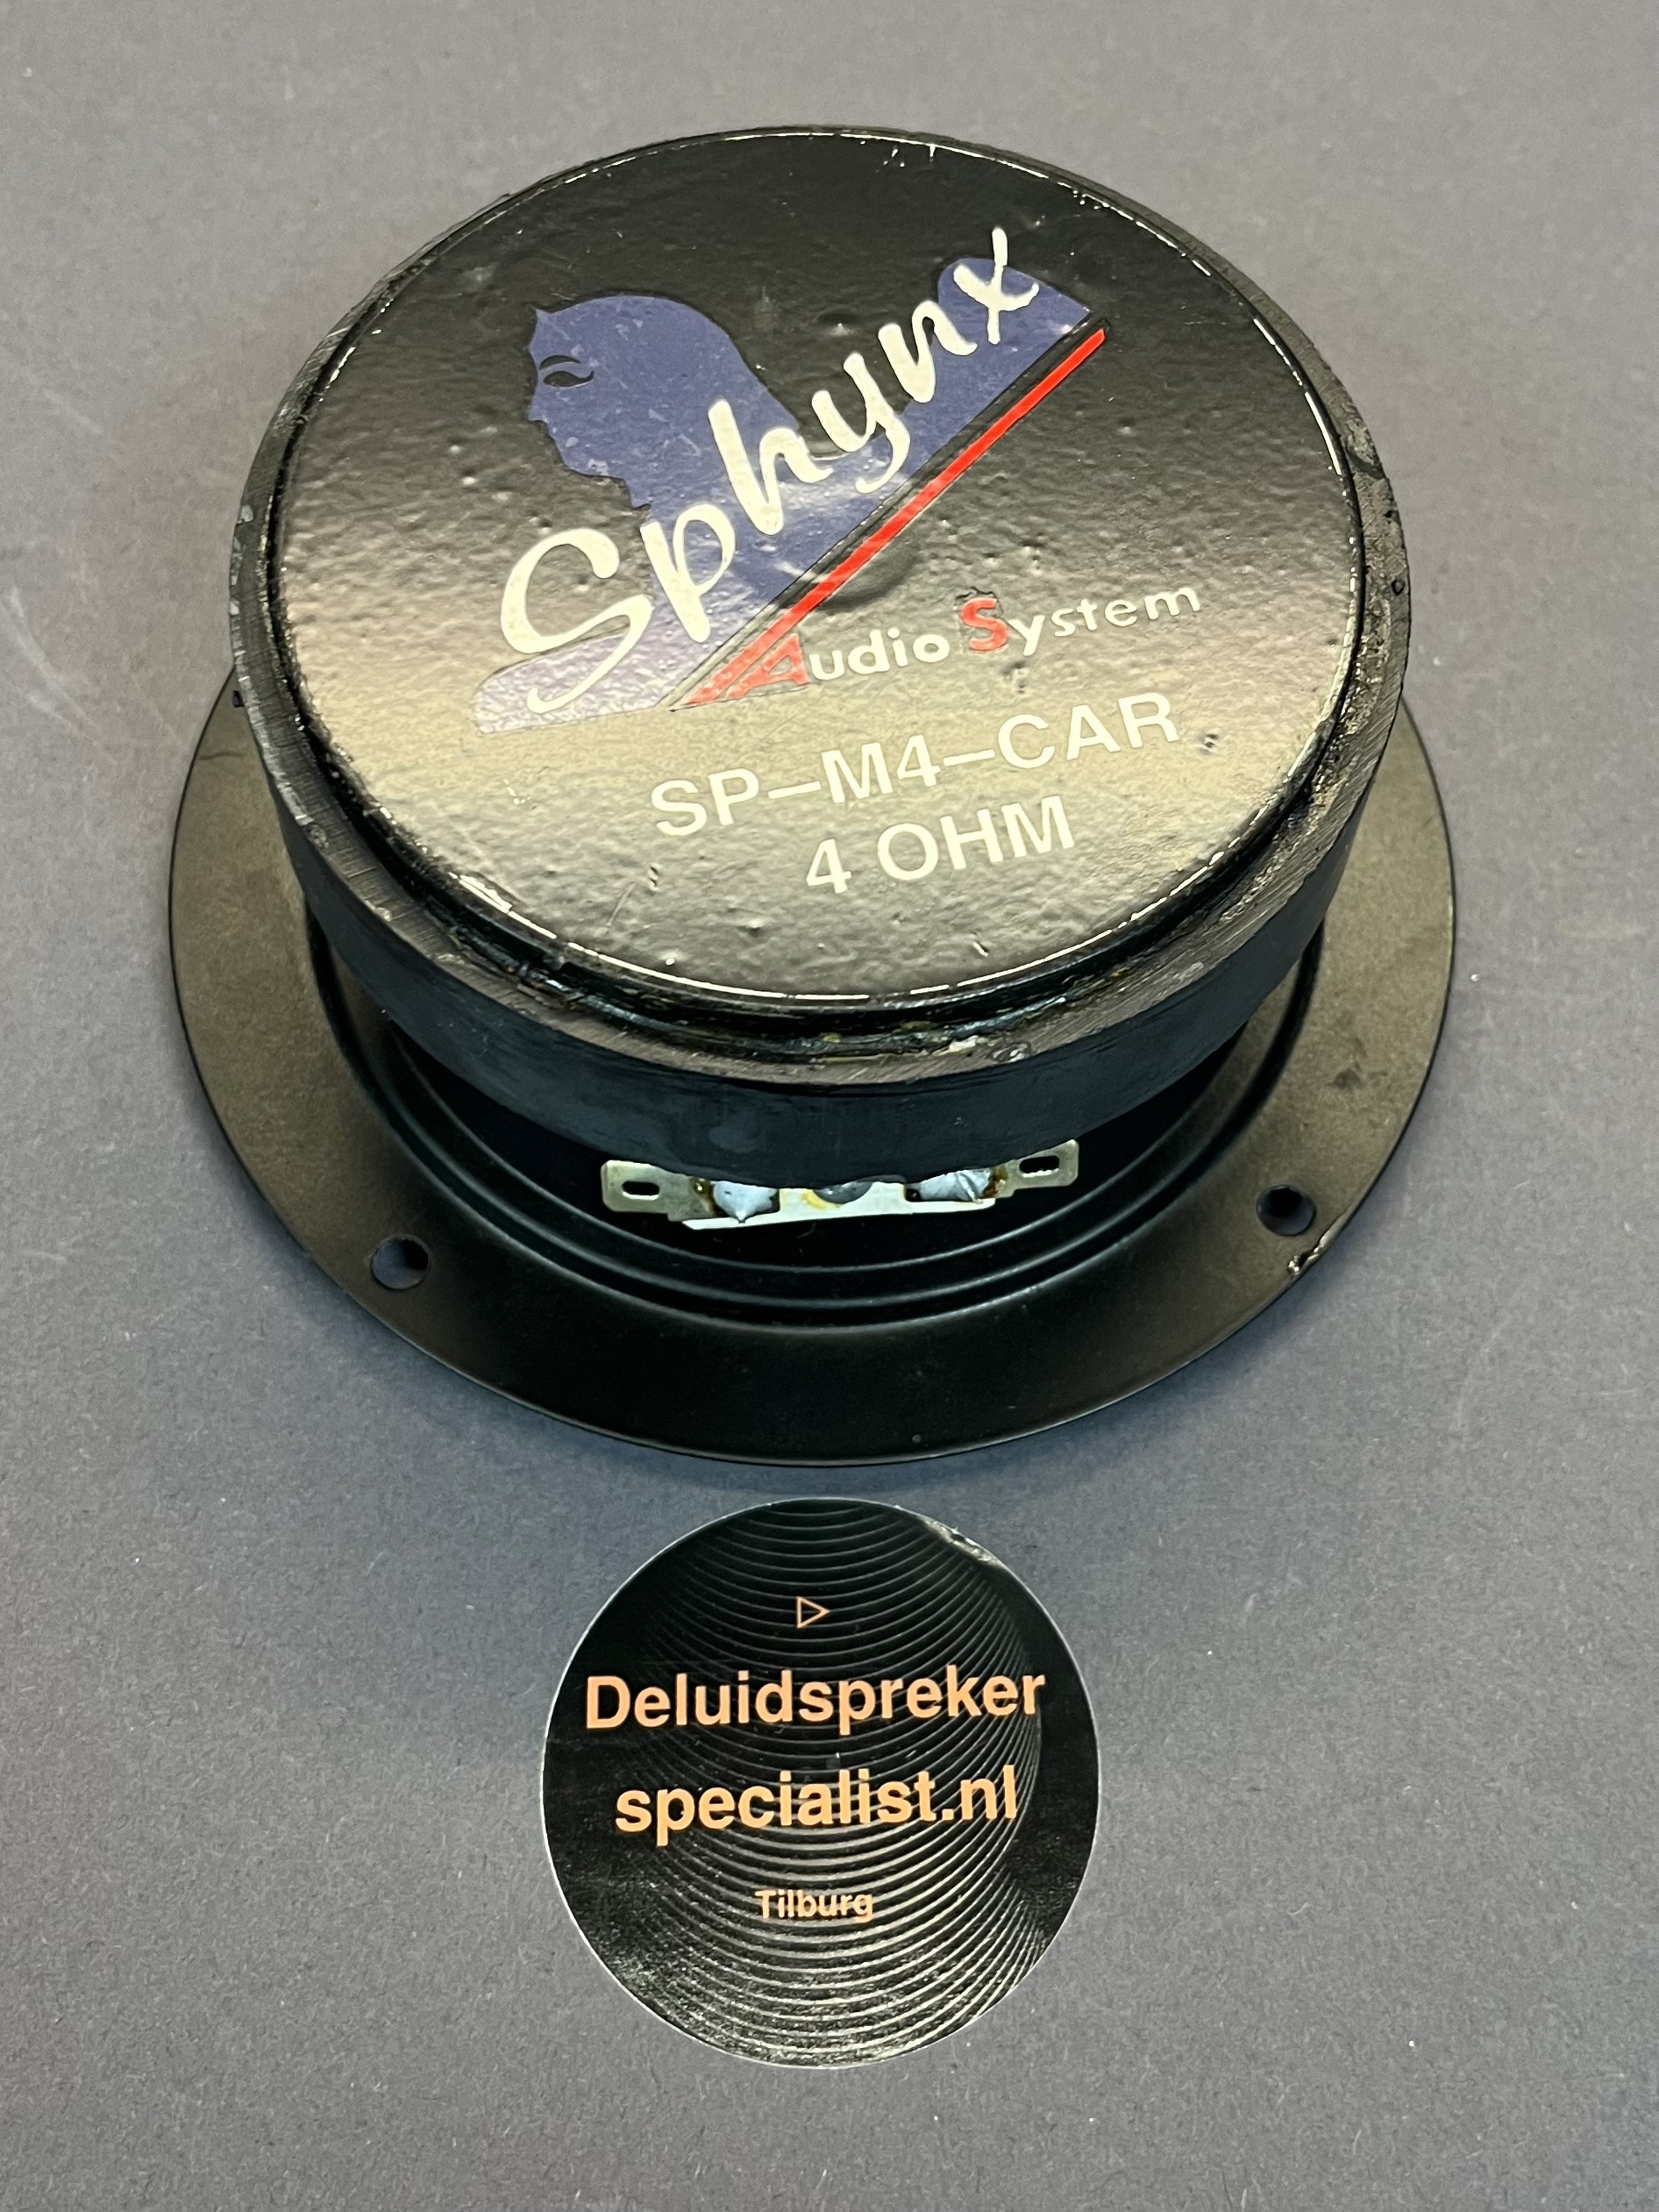 Sphynx
Audio System
SP–M4–CAR
4 OHM
Deluidspreker
specialist.nl
Tilburg